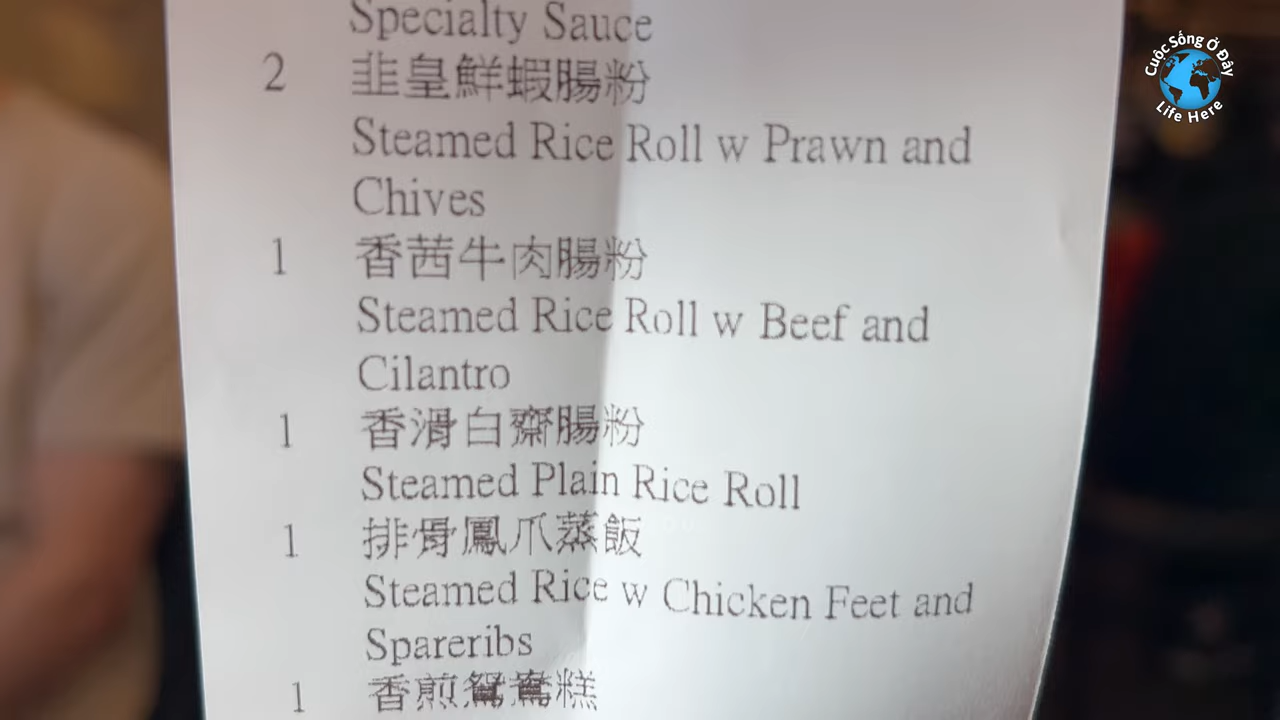 Specialty Sauce
2 韭皇鮮蝦腸粉
Steamed Rice Roll w Prawn and
Chives
1 香茜牛肉腸粉
Steamed Rice Roll w Beef and
Cilantro
1 香滑白齋腸粉
Steamed Plain Rice Roll
1 排骨鳳爪蒸飯
Steamed Rice w Chicken Feet and
Spareribs
1 香煎鴛鴦糕
Cuộc Sống Ở Đây
Life Here